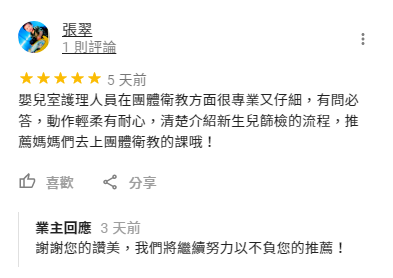 張翠
1 則評論
★★★★★ 5 天前
嬰兒室護理人員在團體衛教方面很專業又仔細，有問必
答，動作輕柔有耐心，清楚介紹新生兒篩檢的流程，推
薦媽媽們去上團體衛教的課哦！
喜歡 分享
業主回應 3 天前
謝謝您的讚美，我們將繼續努力以不負您的推薦！